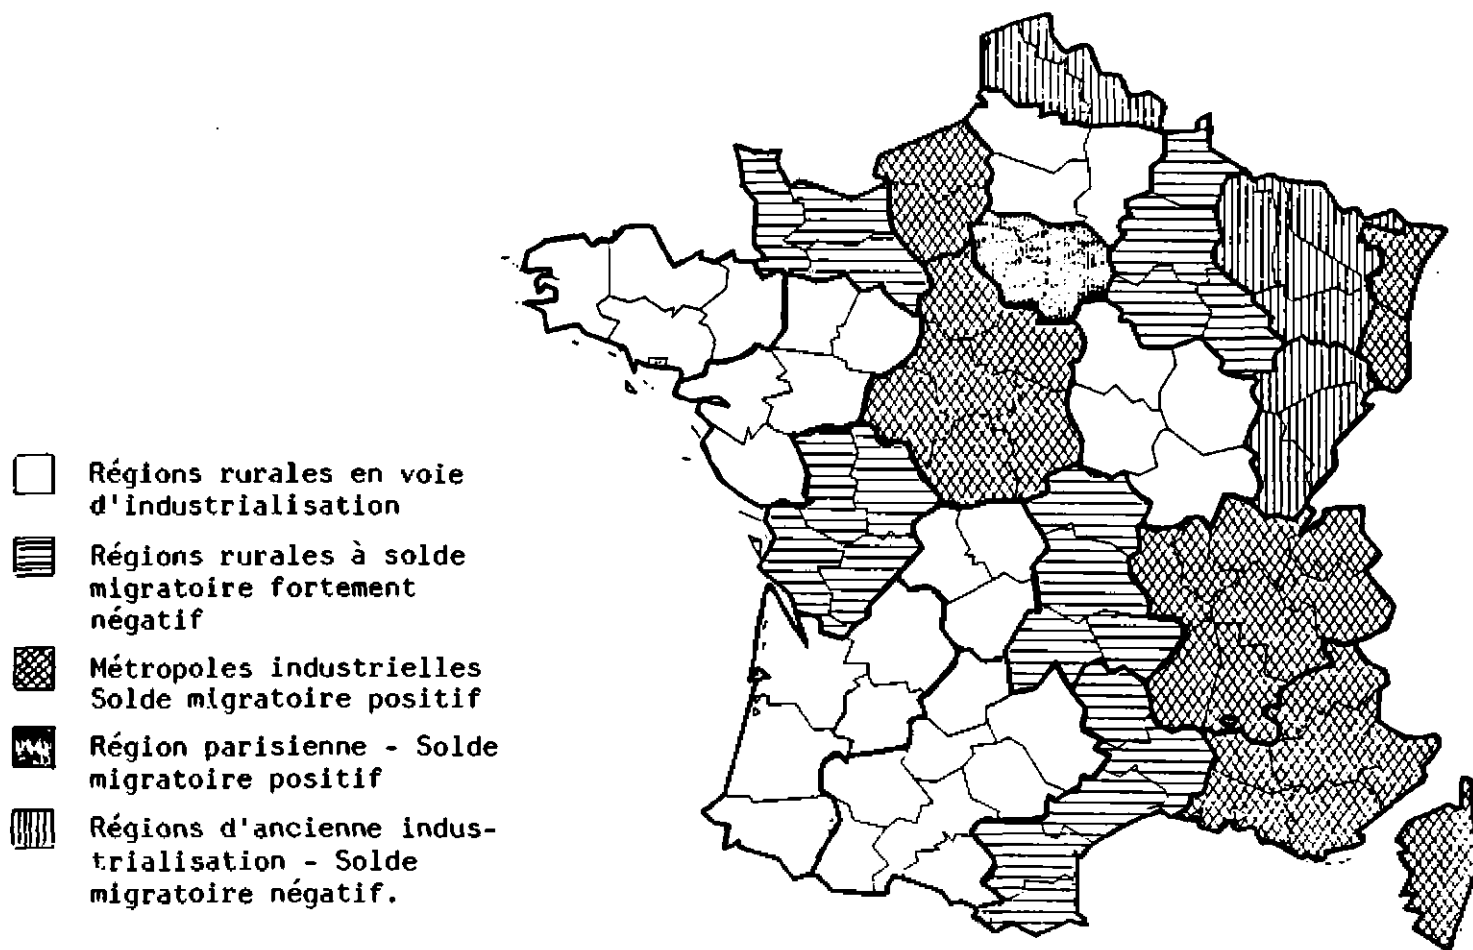 Régions rurales en voie
d'industrialisation
Régions rurales à solde
migratoire fortement
négatif
Métropoles industrielles
Solde migratoire positif
Région parisienne - Solde
migratoire positif
Régions d'ancienne indus-
trialisation - Solde
migratoire négatif.